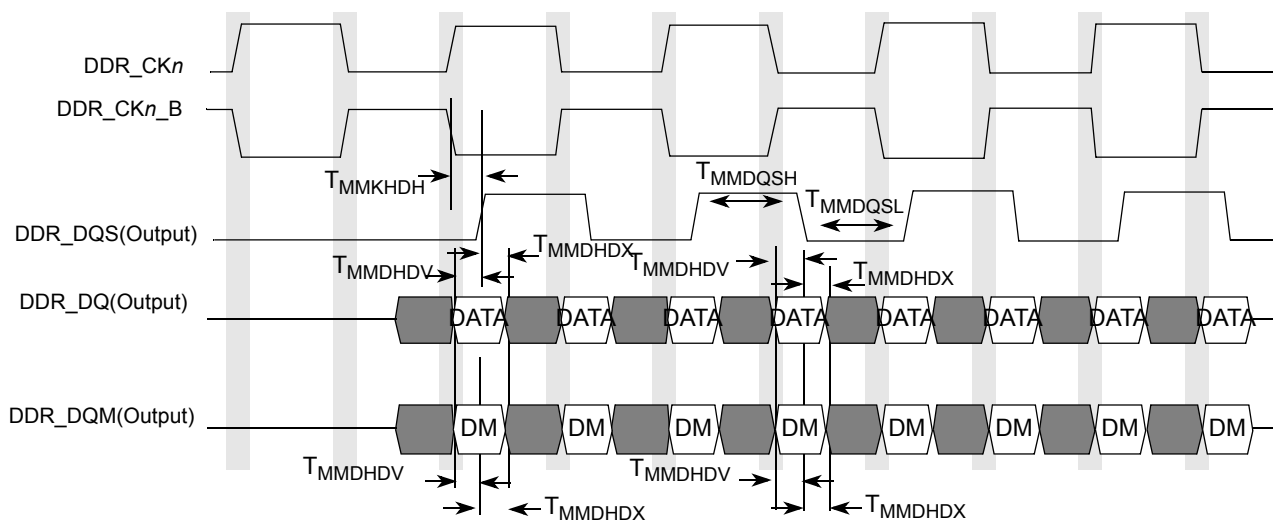 DDR_CKn
DDR_CKn_B
TMMKHDH
TMMDQSH
TMMDQSL
DDR_DQS(Output)
TMMDHDV
TMMDHDX
TMMDHDV
TMMDHDX
DDR_DQ(Output)
DATA DATA DATA DATA DATA DATA DATA DATA
DDR_DQM(Output)
DM DM DM DM DM DM DM DM
TMMDHDV
TMMDHDX
TMMDHDV
TMMDHDX